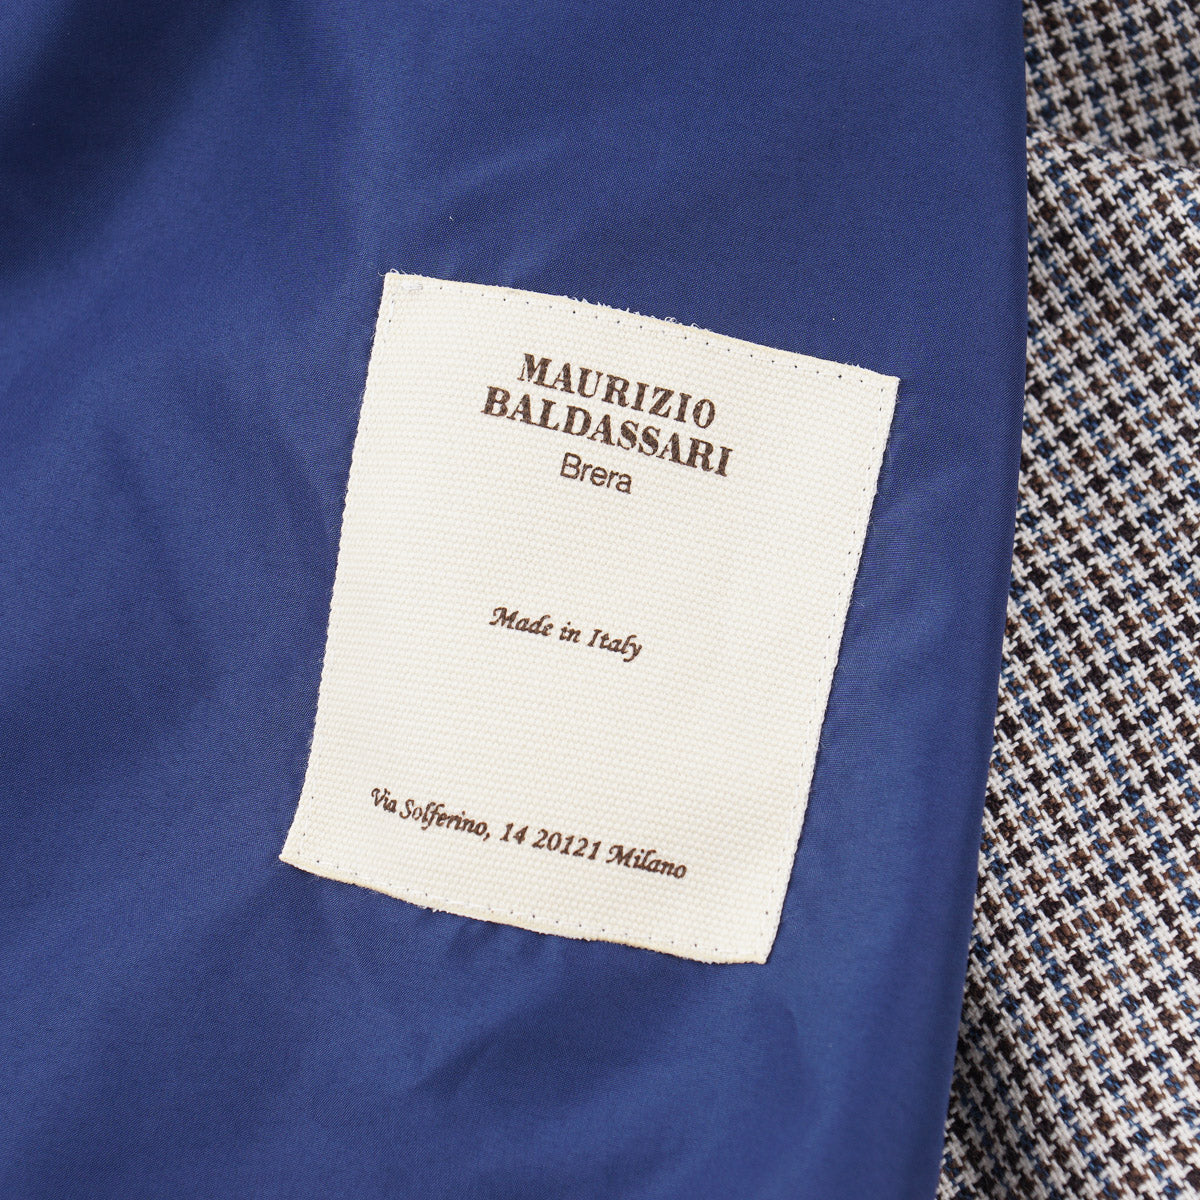 MAURIZIO
BALDASSARI
Brera
Made in Italy
Via Solferino, 14 20121 Milano